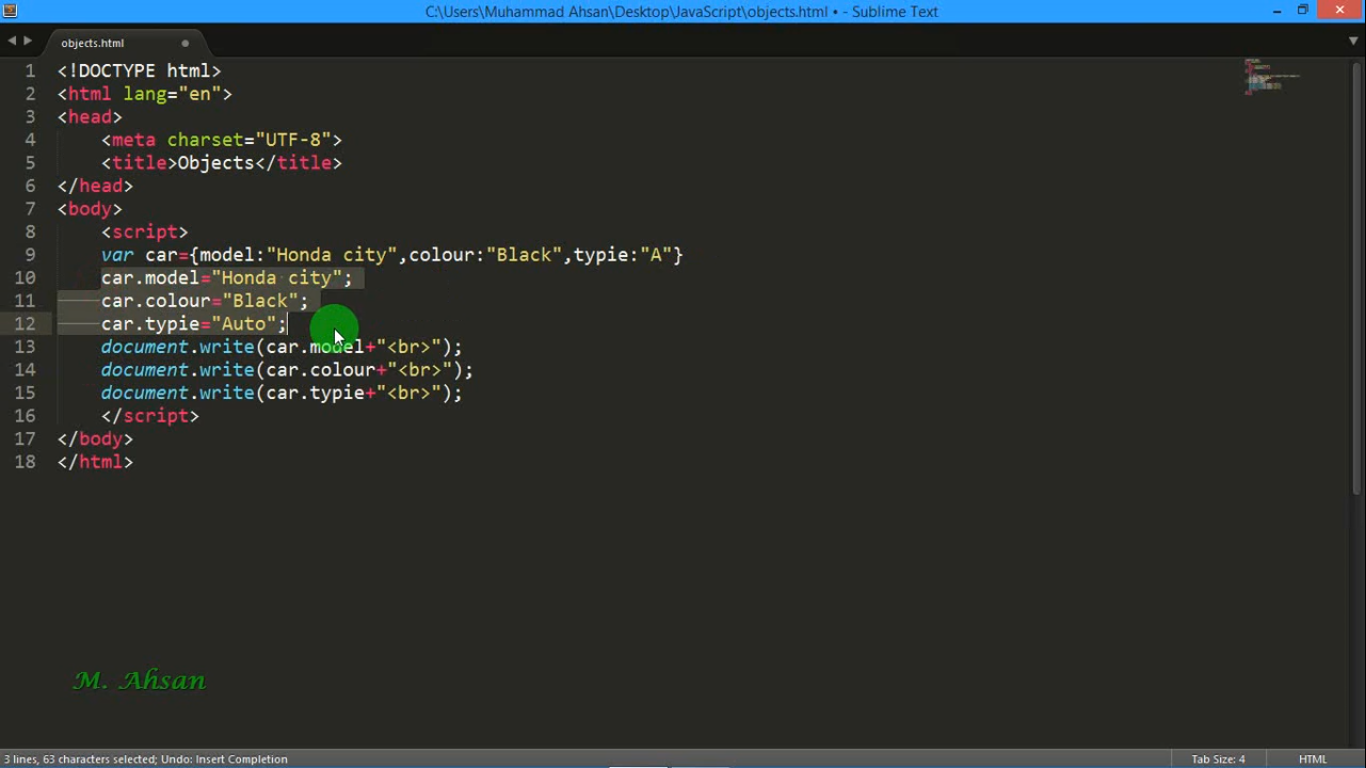 C:\Users\Muhammad Ahsan\Desktop\JavaScript\objects.html • - Sublime Text
objects.html
1 <!DOCTYPE html>
2 <html lang="en">
3 <head>
4 <meta charset="UTF-8">
5 <title>Objects</title>
6 </head>
7 <body>
8 <script>
9 var car={model:"Honda city",colour:"Black",typie:"A"}
10 car.model="Honda city";
11 car.colour="Black";
12 car.typie="Auto";
13 document.write(car.model+"<br>");
14 document.write(car.colour+"<br>");
15 document.write(car.typie+"<br>");
16 </script>
17 </body>
18 </html>
M. Ahsan
3 lines, 63 characters selected; Undo: Insert Completion
Tab Size: 4
HTML